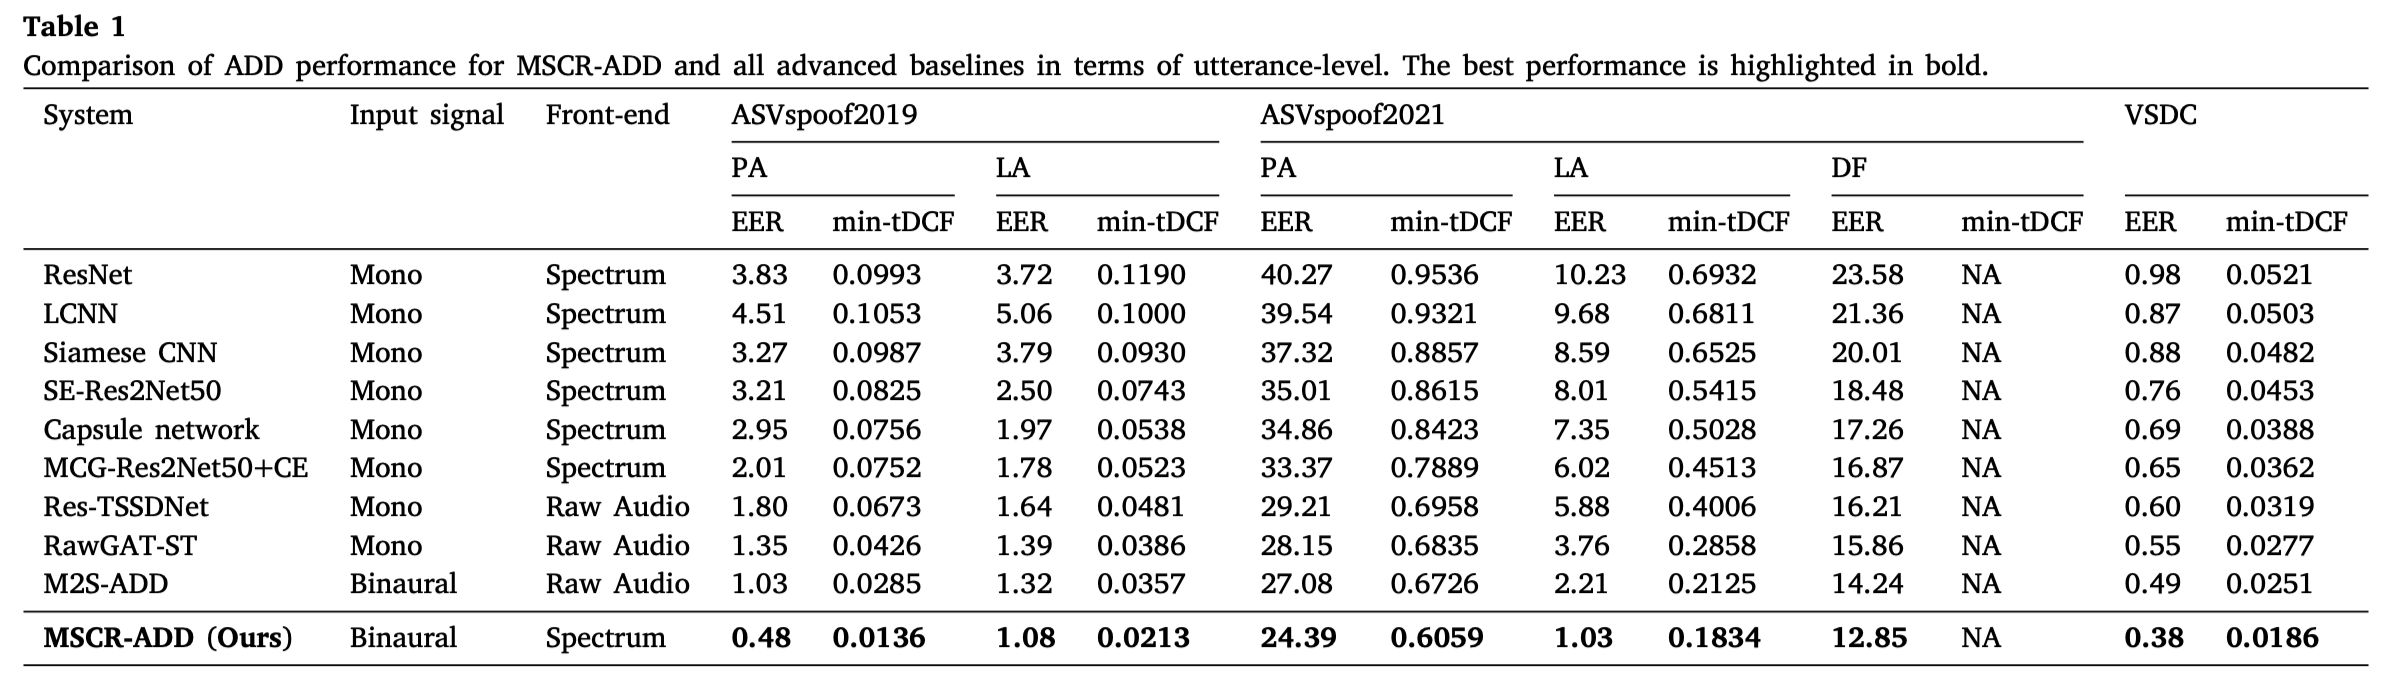 Table 1
Comparison of ADD performance for MSCR-ADD and all advanced baselines in terms of utterance-level. The best performance is highlighted in bold.
System Input signal Front-end ASVspoof2019 ASVspoof2021 VSDC
PA LA PA LA DF
EER min-tDCF EER min-tDCF EER min-tDCF EER min-tDCF EER min-tDCF EER min-tDCF
ResNet Mono Spectrum 3.83 0.0993 3.72 0.1190 40.27 0.9536 10.23 0.6932 23.58 NA 0.98 0.0521
LCNN Mono Spectrum 4.51 0.1053 5.06 0.1000 39.54 0.9321 9.68 0.6811 21.36 NA 0.87 0.0503
Siamese CNN Mono Spectrum 3.27 0.0987 3.79 0.0930 37.32 0.8857 8.59 0.6525 20.01 NA 0.88 0.0482
SE-Res2Net50 Mono Spectrum 3.21 0.0825 2.50 0.0743 35.01 0.8615 8.01 0.5415 18.48 NA 0.76 0.0453
Capsule network Mono Spectrum 2.95 0.0756 1.97 0.0538 34.86 0.8423 7.35 0.5028 17.26 NA 0.69 0.0388
MCG-Res2Net50+CE Mono Spectrum 2.01 0.0752 1.78 0.0523 33.37 0.7889 6.02 0.4513 16.87 NA 0.65 0.0362
Res-TSSDNet Mono Raw Audio 1.80 0.0673 1.64 0.0481 29.21 0.6958 5.88 0.4006 16.21 NA 0.60 0.0319
RawGAT-ST Mono Raw Audio 1.35 0.0426 1.39 0.0386 28.15 0.6835 3.76 0.2858 15.86 NA 0.55 0.0277
M2S-ADD Binaural Raw Audio 1.03 0.0285 1.32 0.0357 27.08 0.6726 2.21 0.2125 14.24 NA 0.49 0.0251
MSCR-ADD (Ours) Binaural Spectrum 0.48 0.0136 1.08 0.0213 24.39 0.6059 1.03 0.1834 12.85 NA 0.38 0.0186